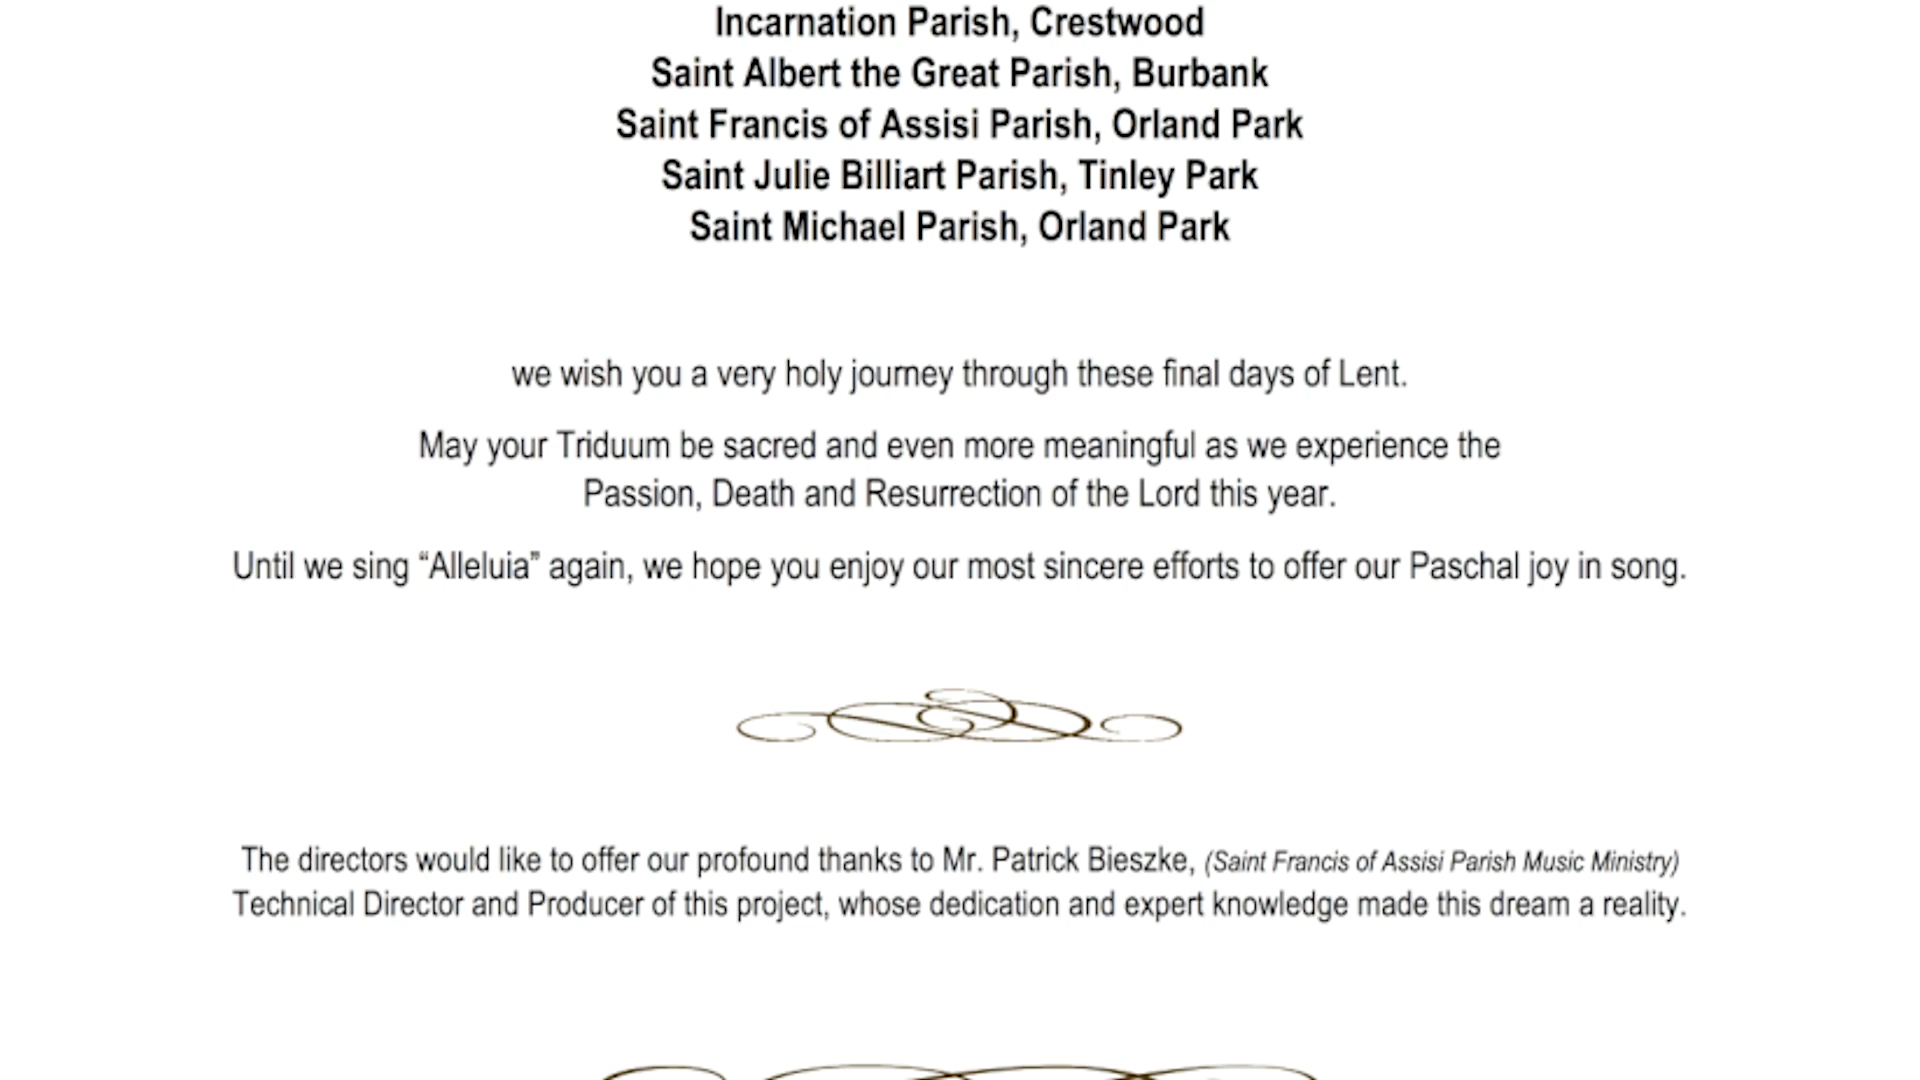 Incarnation Parish, Crestwood
Saint Albert the Great Parish, Burbank
Saint Francis of Assisi Parish, Orland Park
Saint Julie Billiart Parish, Tinley Park
Saint Michael Parish, Orland Park
we wish you a very holy journey through these final days of Lent.
May your Triduum be sacred and even more meaningful as we experience the
Passion, Death and Resurrection of the Lord this year.
Until we sing “Alleluia” again, we hope you enjoy our most sincere efforts to offer our Paschal joy in song.
The directors would like to offer our profound thanks to Mr. Patrick Bieszke, (Saint Francis of Assisi Parish Music Ministry)
Technical Director and Producer of this project, whose dedication and expert knowledge made this dream a reality.